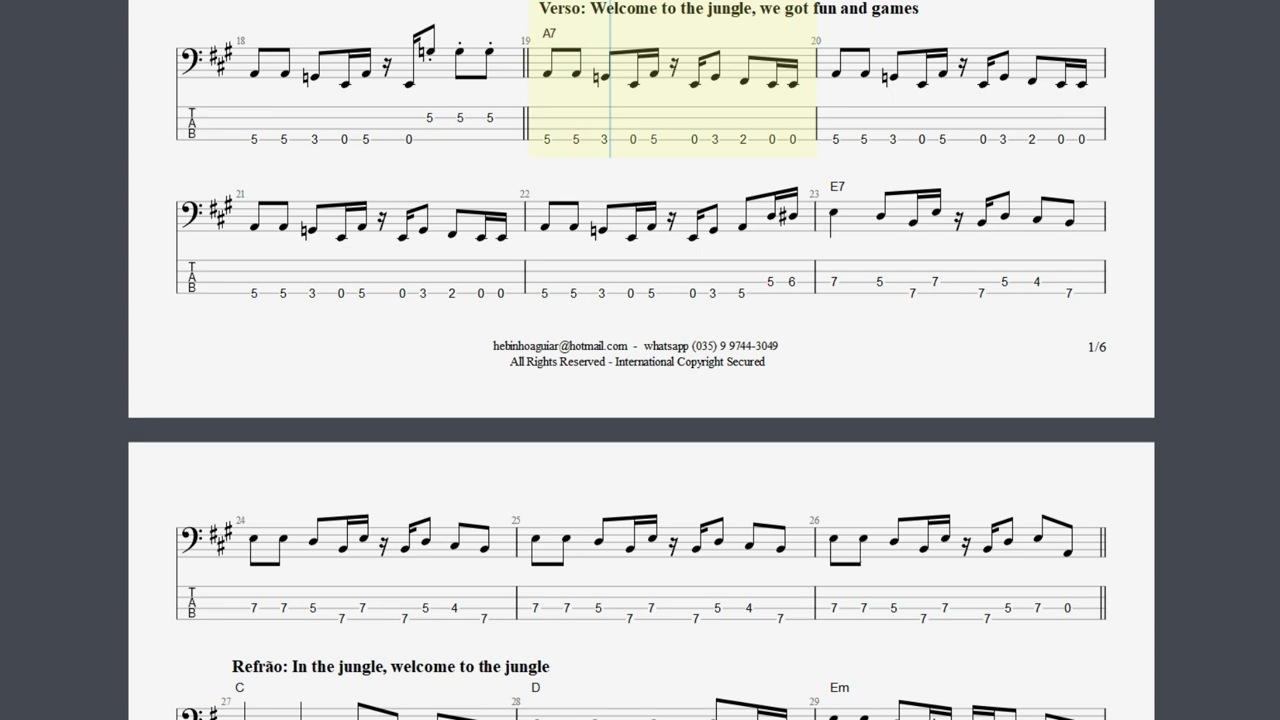 Verso: Welcome to the jungle, we got fun and games
A7
18 19 20
T
A
B
5 5 3 0 5 0 5 5 5 5 5 3 0 5 0 3 2 0 0 5 5 3 0 5 0 3 2 0 0
E7
21 22 23
T
A
B
5 5 3 0 5 0 3 2 0 0 5 5 3 0 5 0 3 5 5 6 7 5 7 7 7 5 4 7
hebinhoaguiar@hotmail.com - whatsapp (035) 9 9744-3049
All Rights Reserved - International Copyright Secured
1/6
24 25 26
T
A
B
7 7 5 7 7 7 5 4 7 7 7 5 7 7 7 5 4 7 7 7 5 7 7 7 5 7 0
Refrão: In the jungle, welcome to the jungle
C D Em
27 28 29